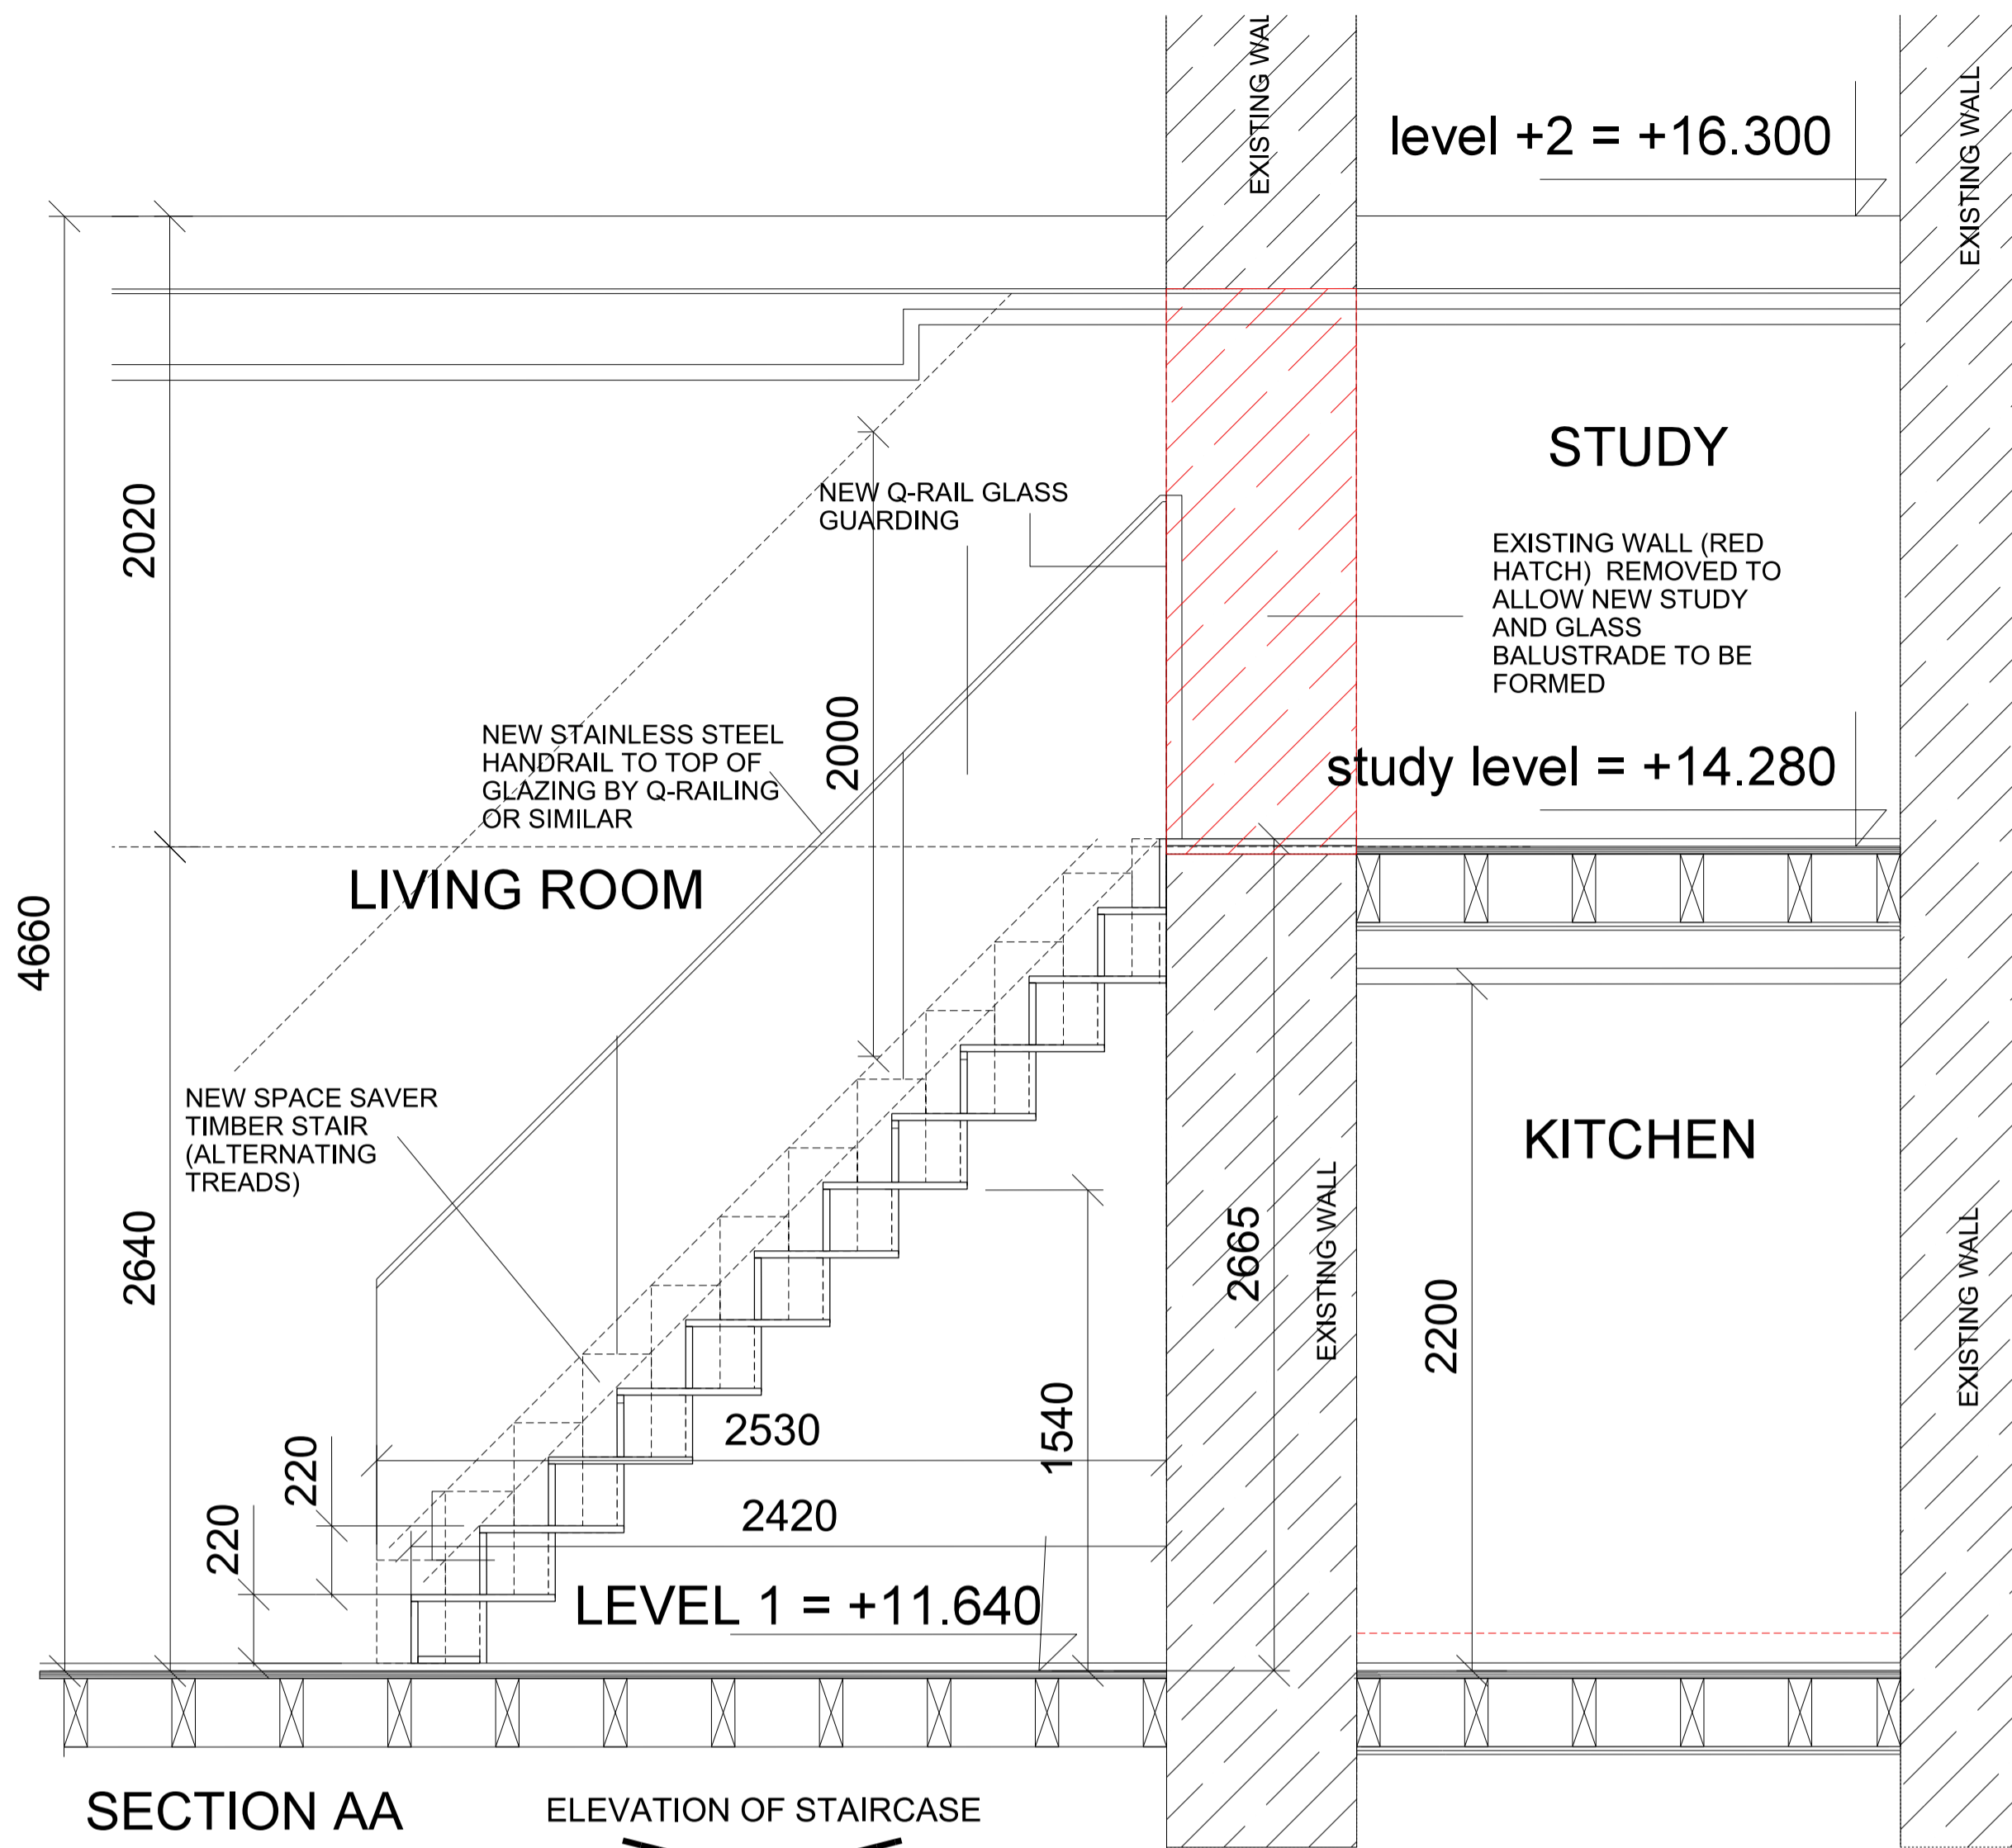 EXISTING WAL
EXISTING WALL
level +2 = +16.300
2020
STUDY
NEW Q-RAIL GLASS
GUARDING
EXISTING WALL (RED
HATCH) REMOVED TO
ALLOW NEW STUDY
AND GLASS
BALUSTRADE TO BE
FORMED
2000
NEW STAINLESS STEEL
HANDRAIL TO TOP OF
GLAZING BY Q-RAILING
OR SIMILAR
study level = +14.280
LIVING ROOM
4660
NEW SPACE SAVER
TIMBER STAIR
(ALTERNATING
TREADS)
KITCHEN
2640
2665
EXISTING WALL
2200
EXISTING WALL
1540
2530
220
2420
220
LEVEL 1 = +11.640
SECTION AA
ELEVATION OF STAIRCASE